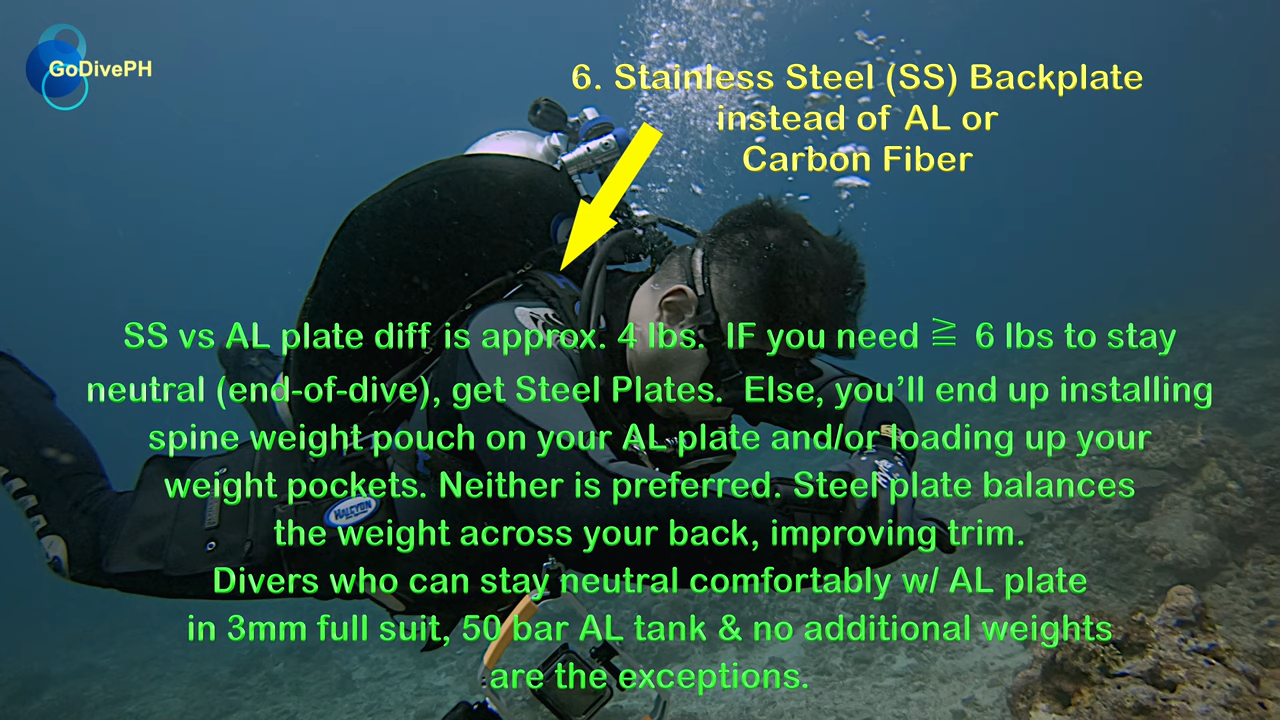 GoDivePH
6. Stainless Steel (SS) Backplate
instead of AL or
Carbon Fiber
SS vs AL plate diff is approx. 4 lbs. IF you need ≧ 6 lbs to stay
neutral (end-of-dive), get Steel Plates. Else, you’ll end up installing
spine weight pouch on your AL plate and/or loading up your
weight pockets. Neither is preferred. Steel plate balances
HALCYON
the weight across your back, improving trim.
Divers who can stay neutral comfortably w/ AL plate
in 3mm full suit, 50 bar AL tank & no additional weights
are the exceptions.